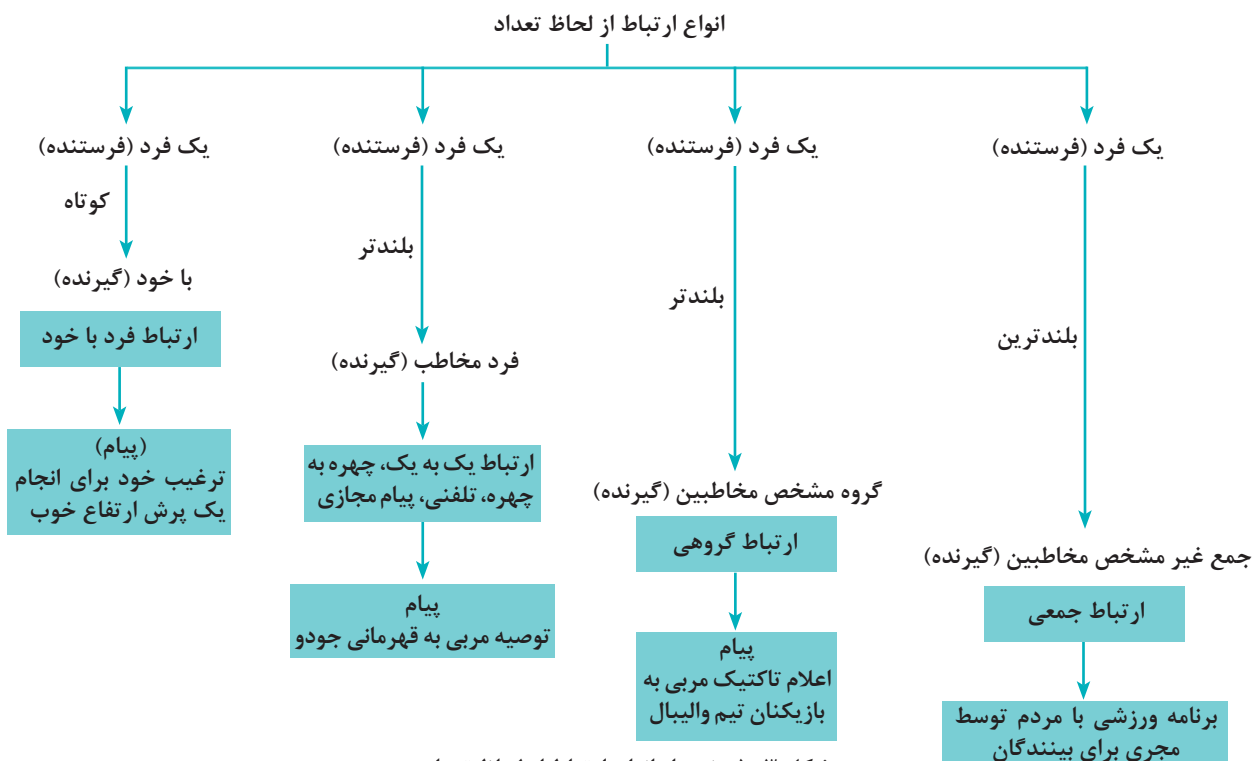 انواع ارتباط از لحاظ تعداد
یک فرد (فرستنده)
بلندترین
جمع غیر مشخص مخاطبین (گیرنده)
ارتباط جمعی
برنامه ورزشی با مردم توسط
مجری برای بینندگان
یک فرد (فرستنده)
بلندتر
گروه مشخص مخاطبین (گیرنده)
ارتباط گروهی
پیام
اعلام تاکتیک مربی به
بازیکنان تیم والیبال
یک فرد (فرستنده)
بلندتر
فرد مخاطب (گیرنده)
ارتباط یک به یک، چهره به
چهره، تلفنی، پیام مجازی
پیام
توصیه مربی به قهرمانی جودو
یک فرد (فرستنده)
کوتاه
با خود (گیرنده)
ارتباط فرد با خود
(پیام)
ترغیب خود برای انجام
یک پرش ارتفاع خوب